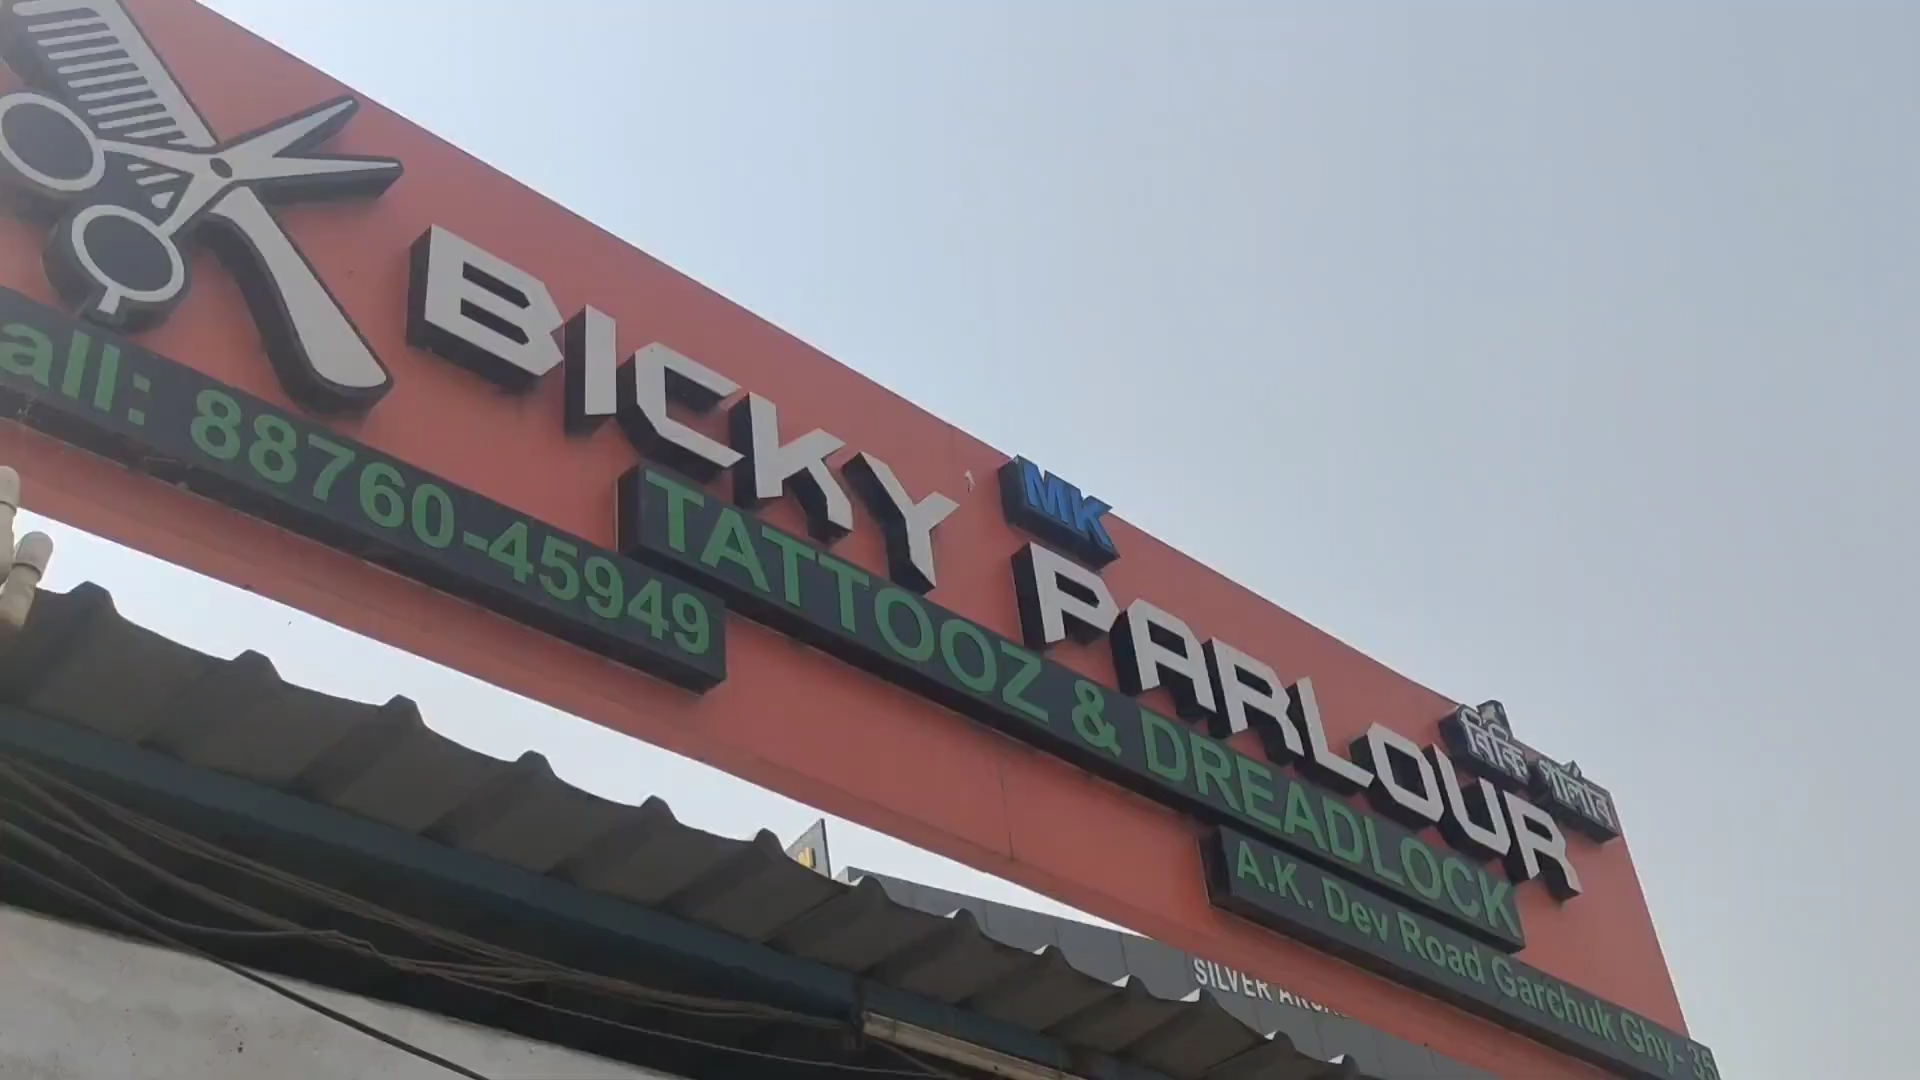 BICKY MK PARLOUR
বিকি পাৰ্লাৰ
TATTOOZ & DREADLOCK
all: 88760-45949
A.K. Dev Road Garchuk Ghy-35
SILVER